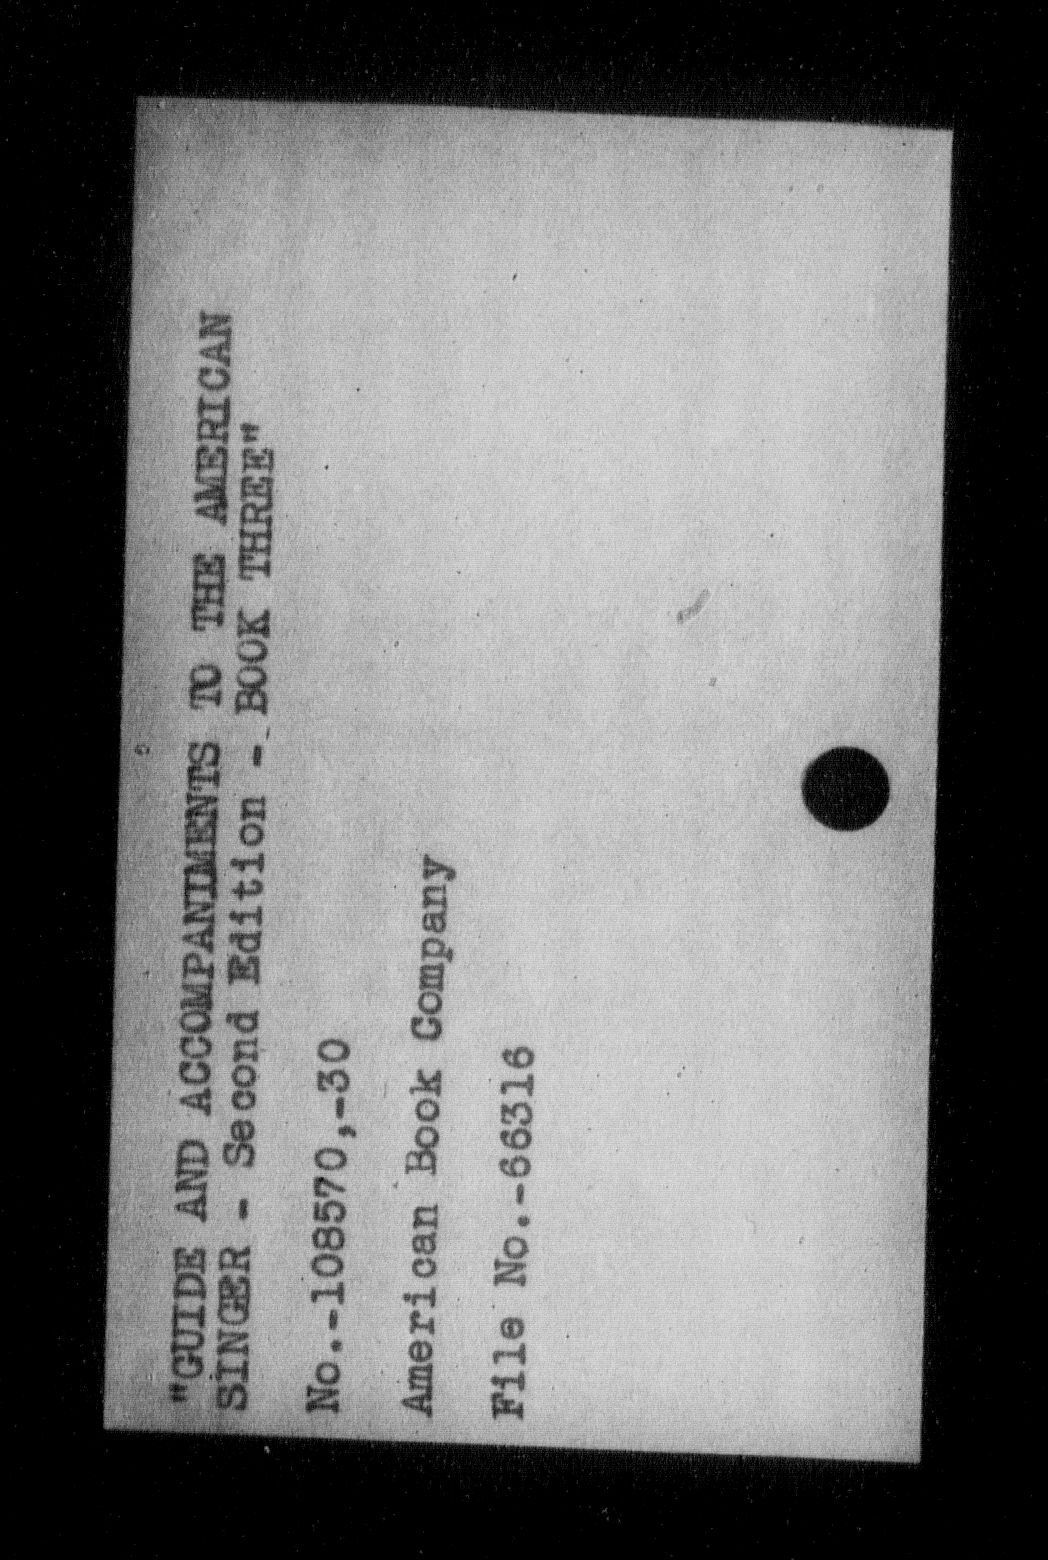 "GUIDE AND ACCOMPANIMENTS TO THE AMERICAN
SINGER - Second Edition - BOOK THREE"
No.-108570,-30
American Book Company
File No.-66316